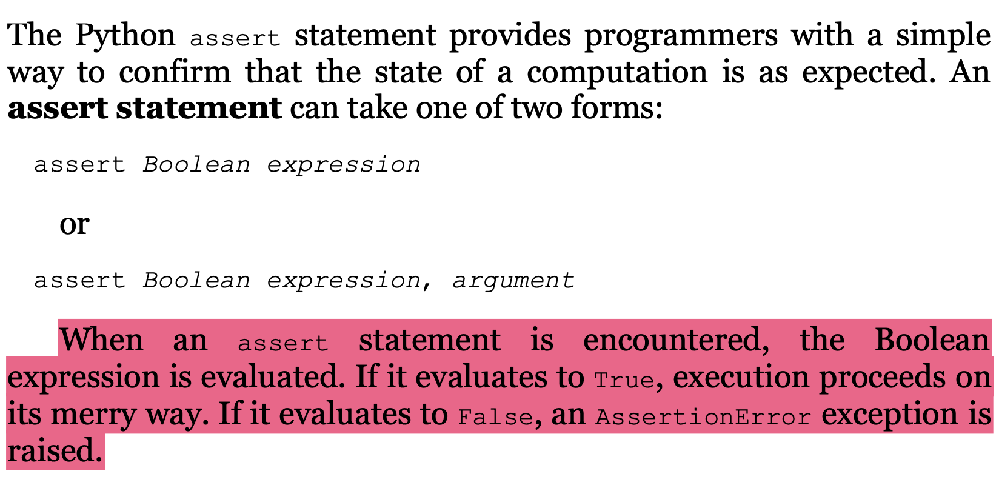 The Python assert statement provides programmers with a simple
way to confirm that the state of a computation is as expected. An
assert statement can take one of two forms:
assert Boolean expression
or
assert Boolean expression, argument
When an assert statement is encountered, the Boolean
expression is evaluated. If it evaluates to True, execution proceeds on
its merry way. If it evaluates to False, an AssertionError exception is
raised.